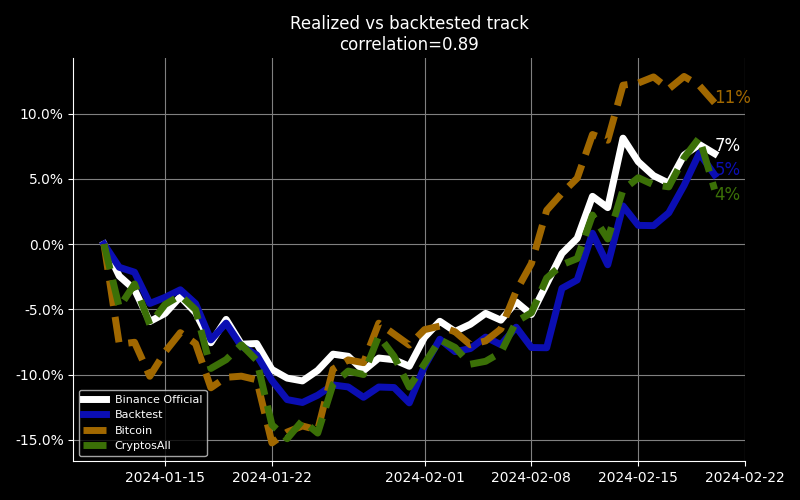 Realized vs backtested track
correlation=0.89
10.0%
5.0%
0.0%
-5.0%
-10.0%
-15.0%
11%
7%
5%
4%
Binance Official
Backtest
Bitcoin
CryptosAll
2024-01-15
2024-01-22
2024-02-01
2024-02-08
2024-02-15
2024-02-22